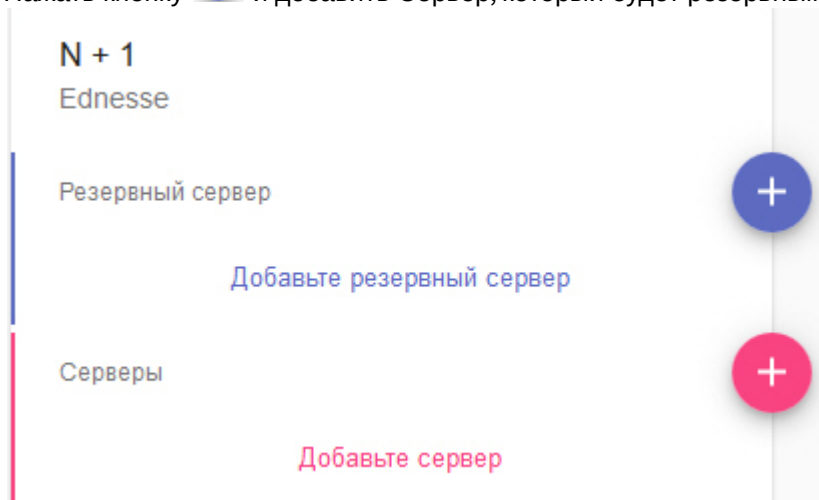 N + 1
Ednesse
Резервный сервер
Добавьте резервный сервер
Серверы
Добавьте сервер